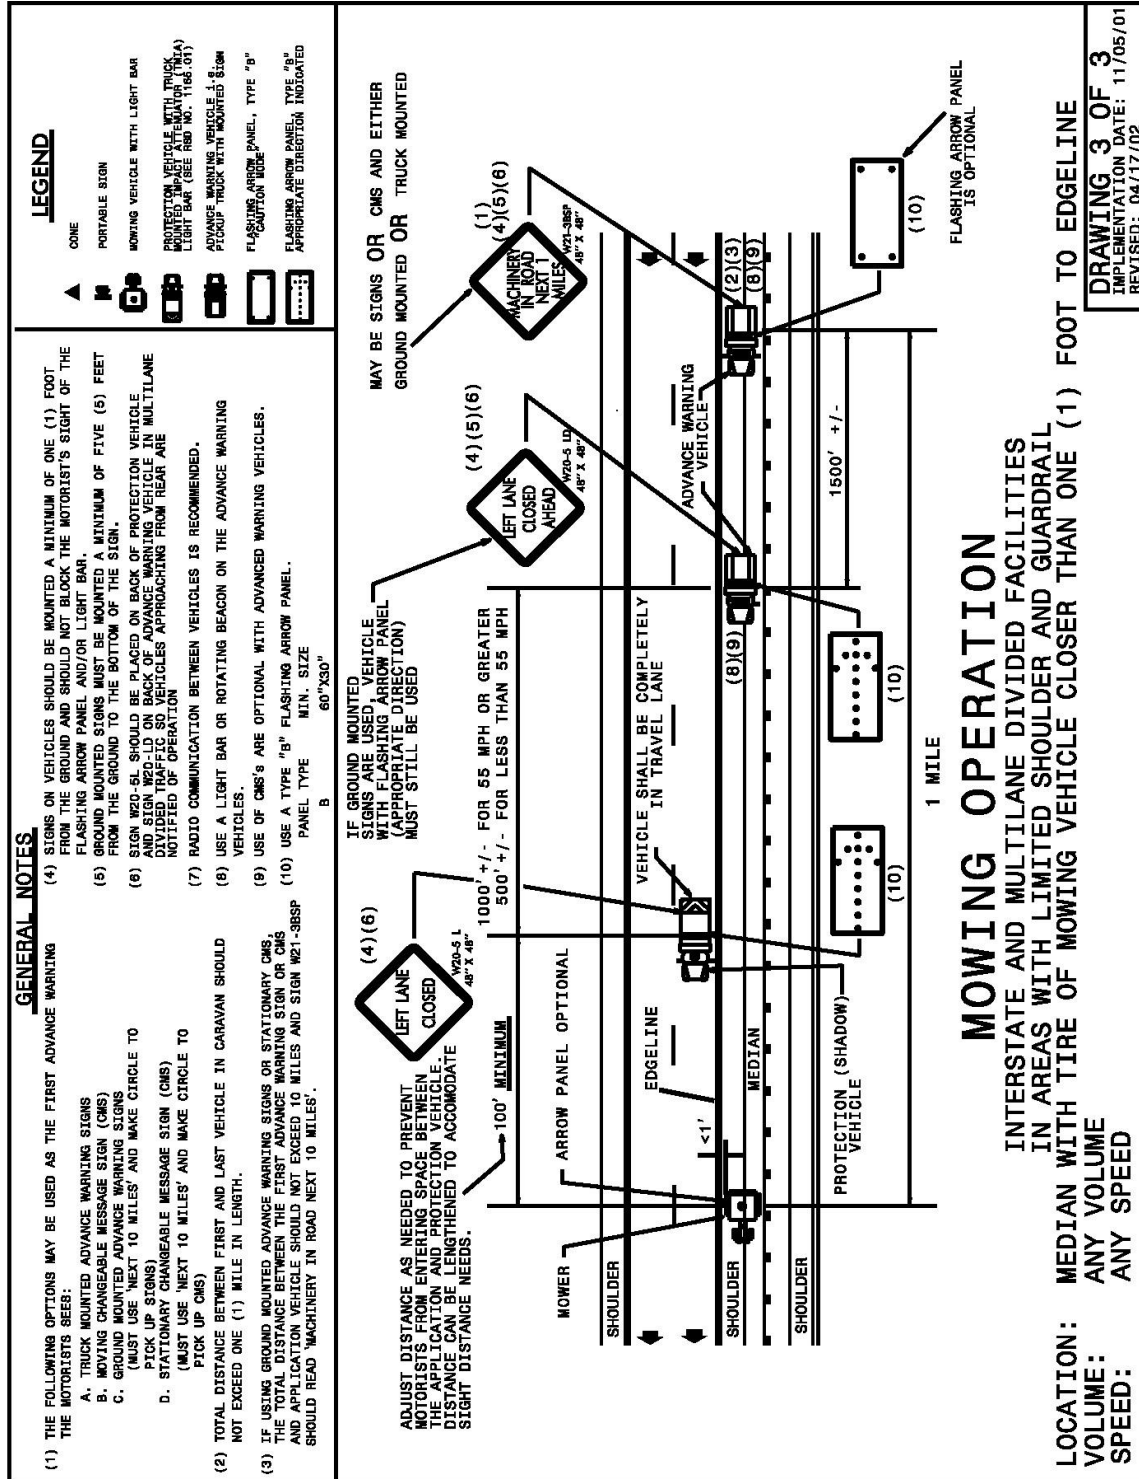 GENERAL NOTES
(1) THE FOLLOWING OPTIONS MAY BE USED AS THE FIRST ADVANCE WARNING
THE MOTORISTS SEES:
A. TRUCK MOUNTED ADVANCE WARNING SIGNS
B. MOVING CHANGEABLE MESSAGE SIGN (CMS)
C. GROUND MOUNTED ADVANCE WARNING SIGNS
(MUST USE 'NEXT 10 MILES' AND MAKE CIRCLE TO
PICK UP SIGNS)
D. STATIONARY CHANGEABLE MESSAGE SIGN (CMS)
(MUST USE 'NEXT 10 MILES' AND MAKE CIRCLE TO
PICK UP CMS)
(2) TOTAL DISTANCE BETWEEN FIRST AND LAST VEHICLE IN CARAVAN SHOULD
NOT EXCEED ONE (1) MILE IN LENGTH.
(3) IF USING GROUND MOUNTED ADVANCE WARNING SIGNS OR STATIONARY CMS,
THE TOTAL DISTANCE BETWEEN THE FIRST ADVANCE WARNING SIGN OR CMS
AND APPLICATION VEHICLE SHOULD NOT EXCEED 10 MILES AND SIGN W21-3BSP
SHOULD READ 'MACHINERY IN ROAD NEXT 10 MILES'.
(4) SIGNS ON VEHICLES SHOULD BE MOUNTED A MINIMUM OF ONE (1) FOOT
FROM THE GROUND AND SHOULD NOT BLOCK THE MOTORIST'S SIGHT OF THE
FLASHING ARROW PANEL AND/OR LIGHT BAR.
(5) GROUND MOUNTED SIGNS MUST BE MOUNTED A MINIMUM OF FIVE (5) FEET
FROM THE GROUND TO THE BOTTOM OF THE SIGN.
(6) SIGN W20-5L SHOULD BE PLACED ON BACK OF PROTECTION VEHICLE
AND SIGN W20-LD ON BACK OF ADVANCE WARNING VEHICLE IN MULTILANE
DIVIDED TRAFFIC SO VEHICLES APPROACHING FROM REAR ARE
NOTIFIED OF OPERATION
(7) RADIO COMMUNICATION BETWEEN VEHICLES IS RECOMMENDED.
(8) USE A LIGHT BAR OR ROTATING BEACON ON THE ADVANCE WARNING
VEHICLES.
(9) USE OF CMS's ARE OPTIONAL WITH ADVANCED WARNING VEHICLES.
(10) USE A TYPE "B" FLASHING ARROW PANEL.
PANEL TYPE MIN. SIZE
B 60"X30"
LEGEND
CONE
PORTABLE SIGN
MOWING VEHICLE WITH LIGHT BAR
PROTECTION VEHICLE WITH TRUCK
MOUNTED IMPACT ATTENUATOR (TMIA)
LIGHT BAR (SEE RBD NO. 1166.01)
ADVANCE WARNING VEHICLE i.e.
PICKUP TRUCK WITH MOUNTED SIGN
FLASHING ARROW PANEL, TYPE "B"
"CAUTION MODE"
FLASHING ARROW PANEL, TYPE "B"
APPROPRIATE DIRECTION INDICATED
ADJUST DISTANCE AS NEEDED TO PREVENT
MOTORISTS FROM ENTERING SPACE BETWEEN
THE APPLICATION AND PROTECTION VEHICLE.
DISTANCE CAN BE LENGTHENED TO ACCOMODATE
SIGHT DISTANCE NEEDS.
(4)(6)
LEFT LANE
CLOSED
W20-5 L
48" X 48"
IF GROUND MOUNTED
SIGNS ARE USED, VEHICLE
WITH FLASHING ARROW PANEL
(APPROPRIATE DIRECTION)
MUST STILL BE USED
(4)(5)(6)
LEFT LANE
CLOSED
AHEAD
W20-5 LD
48" X 48"
MAY BE SIGNS OR CMS AND EITHER
GROUND MOUNTED OR TRUCK MOUNTED
(1)
(4)(5)(6)
MACHINERY
IN ROAD
NEXT 1
MILES
W21-3BSP
48" X 48"
100' MINIMUM
1000' +/- FOR 55 MPH OR GREATER
500' +/- FOR LESS THAN 55 MPH
MOWER
ARROW PANEL OPTIONAL
VEHICLE SHALL BE COMPLETELY
IN TRAVEL LANE
ADVANCE WARNING
VEHICLE
SHOULDER
EDGELINE
<1'
SHOULDER
MEDIAN
(8)(9)
(2)(3)
(8)(9)
SHOULDER
PROTECTION (SHADOW)
VEHICLE
(10)
(10)
1500' +/-
(10)
FLASHING ARROW PANEL
IS OPTIONAL
1 MILE
MOWING OPERATION
INTERSTATE AND MULTILANE DIVIDED FACILITIES
IN AREAS WITH LIMITED SHOULDER AND GUARDRAIL
LOCATION: MEDIAN WITH TIRE OF MOWING VEHICLE CLOSER THAN ONE (1) FOOT TO EDGELINE
VOLUME: ANY VOLUME
SPEED: ANY SPEED
DRAWING 3 OF 3
IMPLEMENTATION DATE: 11/05/01
REVISED: 04/17/02